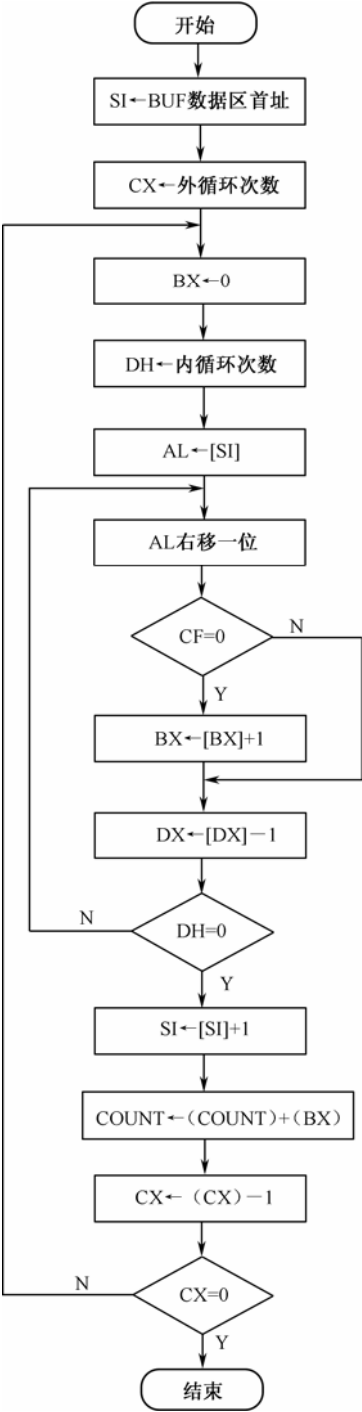 开始
SI←BUF数据区首址
CX←外循环次数
BX←0
DH←内循环次数
AL←[SI]
AL右移一位
CF=0
N
Y
BX←[BX]+1
DX←[DX]－1
N
DH=0
Y
SI←[SI]+1
COUNT←(COUNT)+(BX)
CX←（CX）－1
N
CX=0
Y
结束